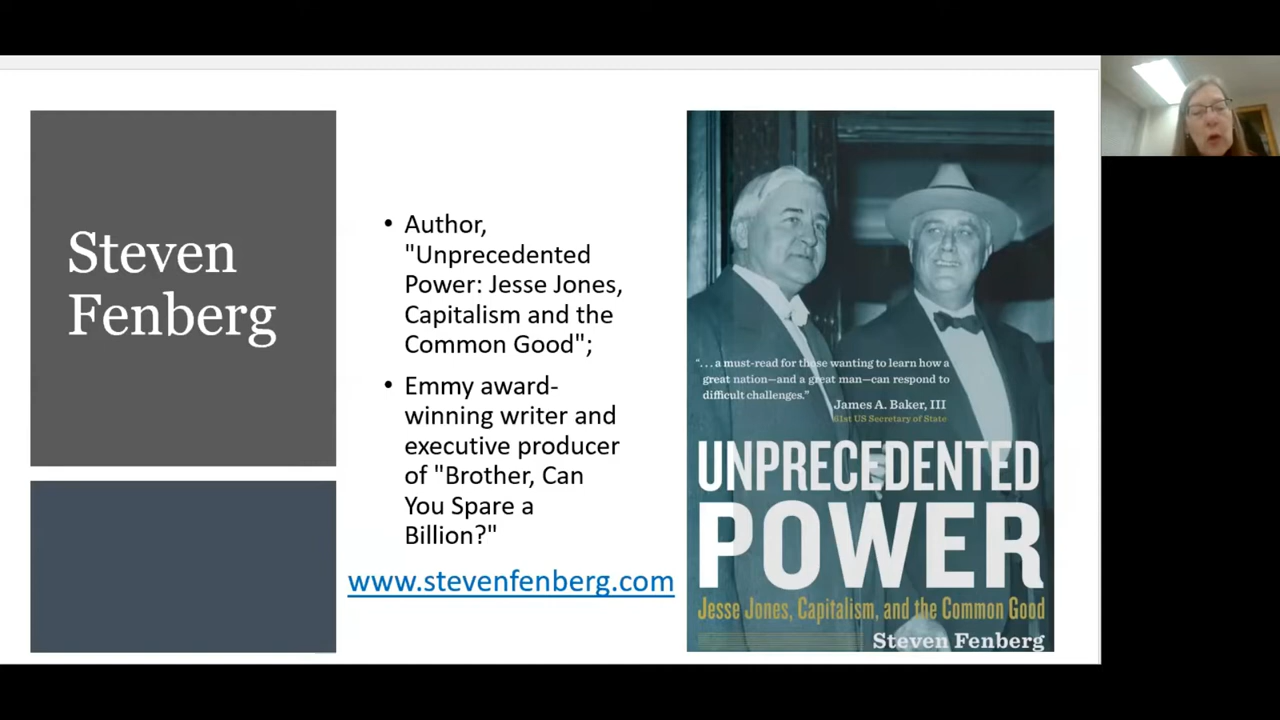 Steven
Fenberg
• Author,
"Unprecedented
Power: Jesse Jones,
Capitalism and the
Common Good";
• Emmy award-
winning writer and
executive producer
of "Brother, Can
You Spare a
Billion?"
www.stevenfenberg.com
“. . . a must-read for those wanting to learn how a
great nation—and a great man—can respond to
difficult challenges.”
James A. Baker, III
61st US Secretary of State
UNPRECEDENTED
POWER
Jesse Jones, Capitalism, and the Common Good
Steven Fenberg